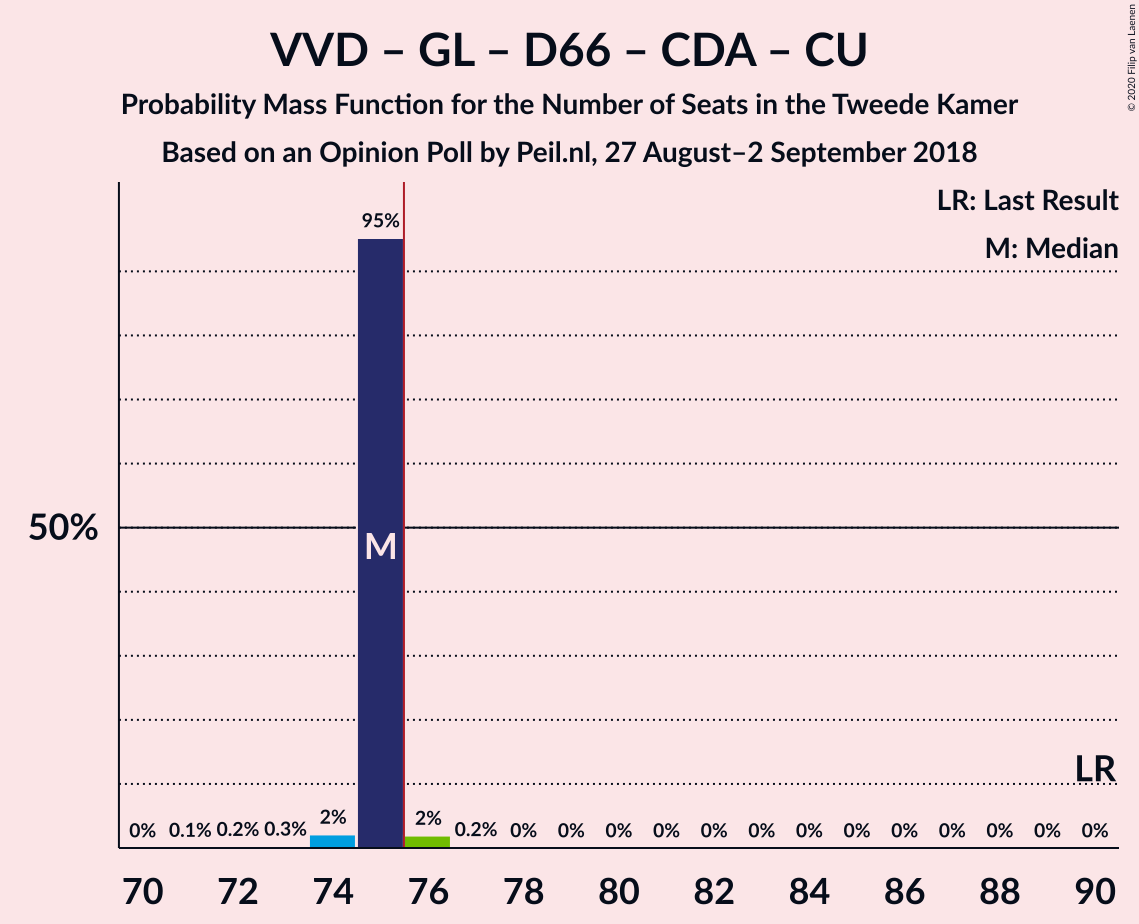 VVD – GL – D66 – CDA – CU
Probability Mass Function for the Number of Seats in the Tweede Kamer
Based on an Opinion Poll by Peil.nl, 27 August–2 September 2018
© 2020 Filip van Laenen
LR: Last Result
M: Median
95%
50%
M
LR
0% 0.1% 0.2% 0.3% 2% 2% 0.2% 0% 0% 0% 0% 0% 0% 0% 0% 0% 0% 0% 0% 0%
70 72 74 76 78 80 82 84 86 88 90